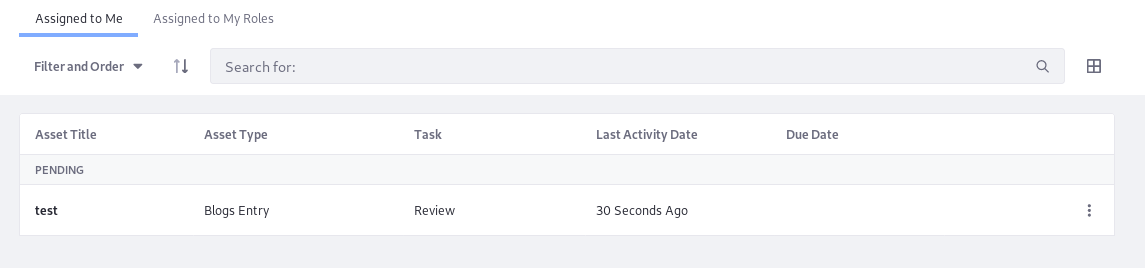 Assigned to Me Assigned to My Roles
Filter and Order Search for:
Asset Title Asset Type Task Last Activity Date Due Date
PENDING
test Blogs Entry Review 30 Seconds Ago